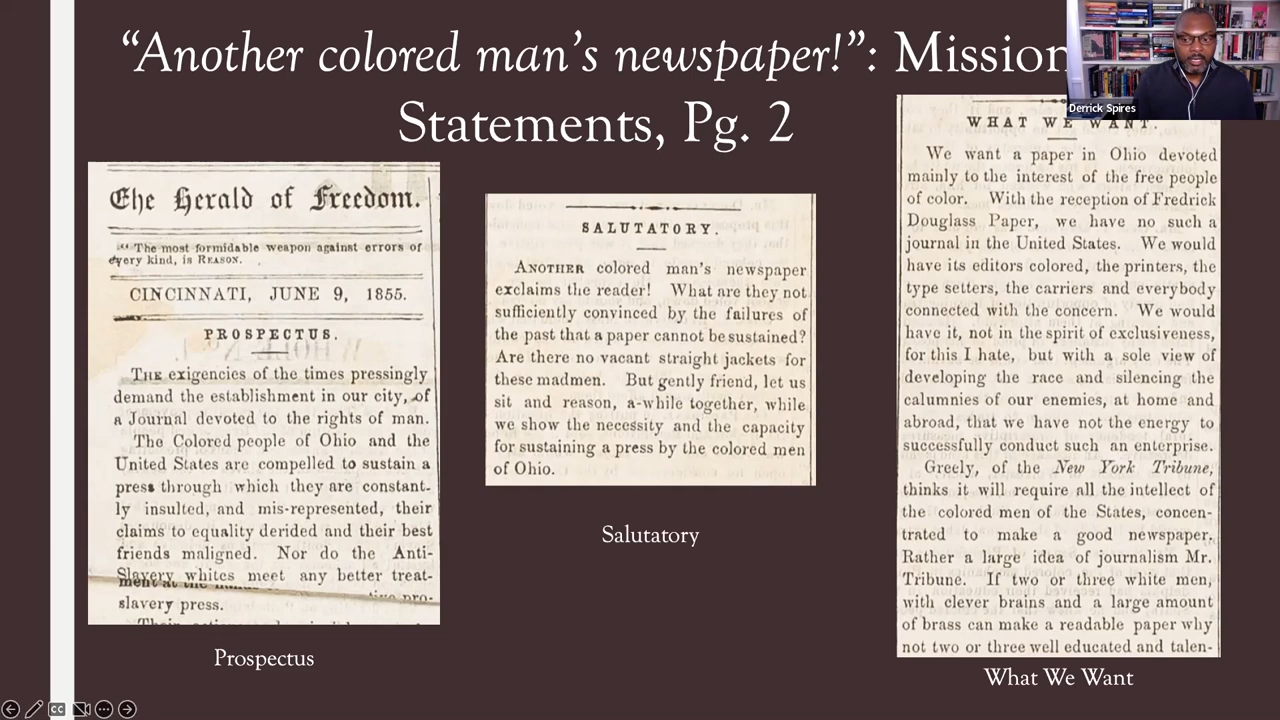 “Another colored man’s newspaper!”: Mission
Statements, Pg. 2
Derrick Spires
The Herald of Freedom.
“The most formidable weapon against errors of
every kind, is REASON.
CINCINNATI, JUNE 9, 1855.
PROSPECTUS.
THE exigencies of the times pressingly
demand the establishment in our city, of
a Journal devoted to the rights of man.
The Colored people of Ohio and the
United States are compelled to sustain a
press through which they are constant-
ly insulted, and mis-represented, their
claims to equality derided and their best
friends maligned. Nor do the Anti-
Slavery whites meet any better treat-
ment at the
slavery press.
Prospectus
SALUTATORY.
ANOTHER colored man’s newspaper
exclaims the reader! What are they not
sufficiently convinced by the failures of
the past that a paper cannot be sustained?
Are there no vacant straight jackets for
these madmen. But gently friend, let us
sit and reason, a-while together, while
we show the necessity and the capacity
for sustaining a press by the colored men
of Ohio.
Salutatory
WHAT WE WANT.
We want a paper in Ohio devoted
mainly to the interest of the free people
of color. With the reception of Fredrick
Douglass Paper, we have no such a
journal in the United States. We would
have its editors colored, the printers, the
type setters, the carriers and everybody
connected with the concern. We would
have it, not in the spirit of exclusiveness,
for this I hate, but with a sole view of
developing the race and silencing the
calumnies of our enemies, at home and
abroad, that we have not the energy to
successfully conduct such an enterprise.
Greely, of the New York Tribune,
thinks it will require all the intellect of
the colored men of the States, concen-
trated to make a good newspaper.
Rather a large idea of journalism Mr.
Tribune. If two or three white men,
with clever brains and a large amount
of brass can make a readable paper why
not two or three well educated and talen-
What We Want
CC